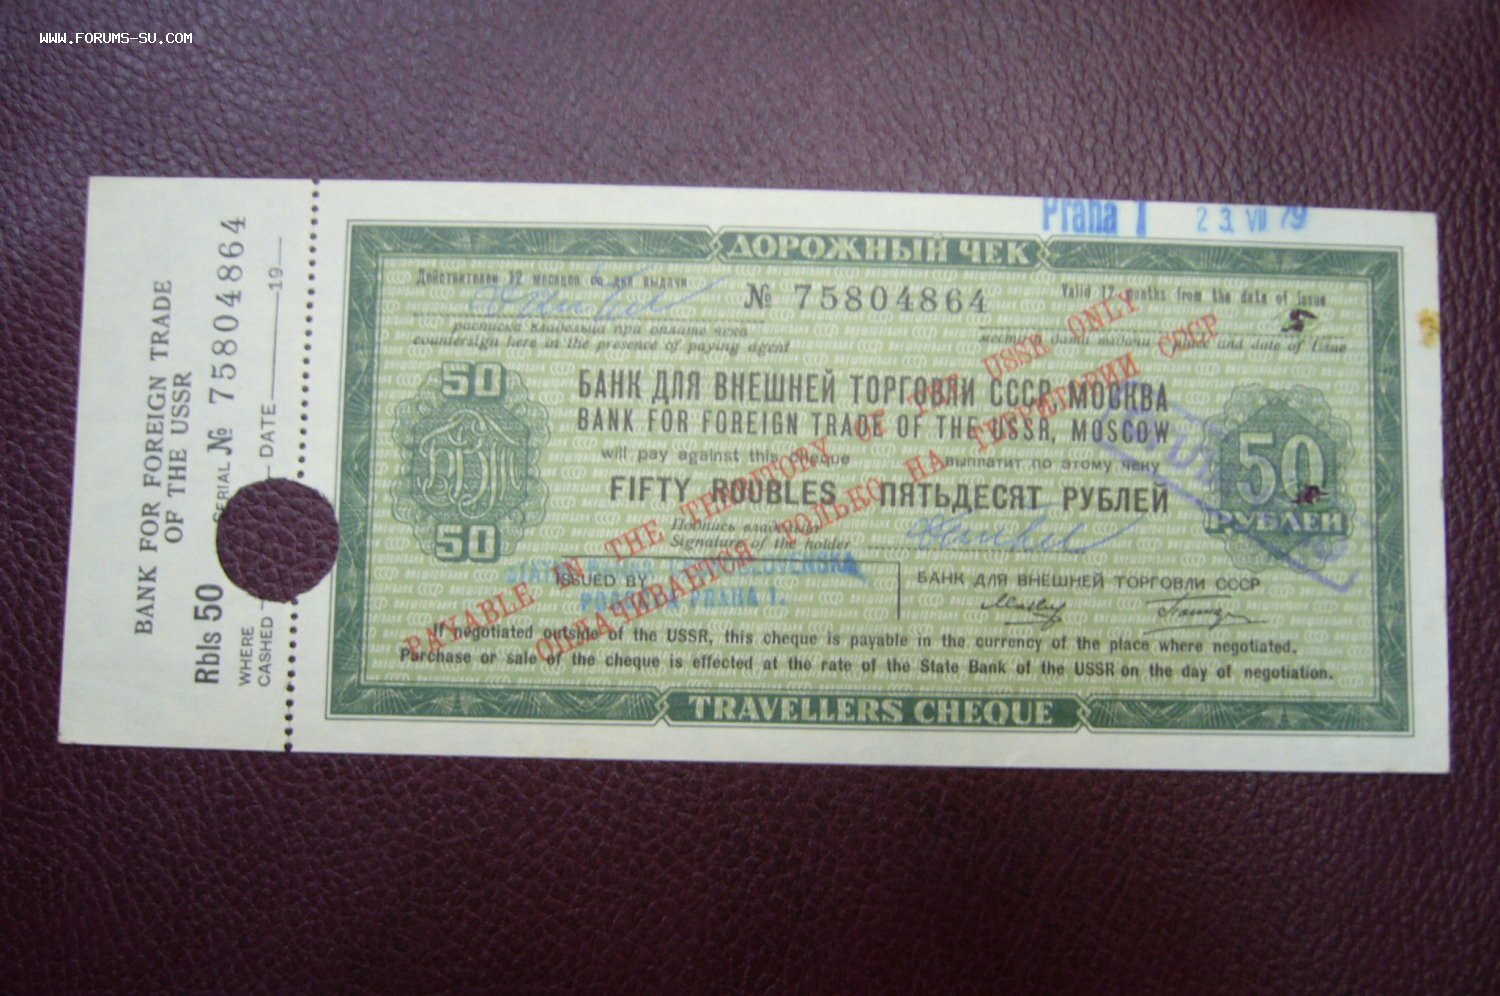 WWW.FORUMS-SU.COM
BANK FOR FOREIGN TRADE
OF THE USSR
SERIAL № 75804864
Rbls 50
WHERE
CASHED
DATE 19
Praha 1 23. VII 79
ДОРОЖНЫЙ ЧЕК
Действителен 12 месяцев со дня выдачи
№ 75804864
Valid 12 months from the date of issue
расписка владельца при оплате чека
countersign here in the presence of paying agent
место и дата выдачи place and date of issue
50
БАНК ДЛЯ ВНЕШНЕЙ ТОРГОВЛИ СССР, МОСКВА
BANK FOR FOREIGN TRADE OF THE USSR, MOSCOW
will pay against this cheque выплатит по этому чеку
FIFTY ROUBLES ПЯТЬДЕСЯТ РУБЛЕЙ
50
РУБЛЕЙ
БВТ
50
Подпись владельца
Signature of the holder
PAYABLE IN THE TERRITORY OF THE USSR ONLY
ОПЛАЧИВАЕТСЯ ТОЛЬКО НА ТЕРРИТОРИИ СССР
ISSUED BY
PRAHA 1.
БАНК ДЛЯ ВНЕШНЕЙ ТОРГОВЛИ СССР
If negotiated outside of the USSR, this cheque is payable in the currency of the place where negotiated.
Purchase or sale of the cheque is effected at the rate of the State Bank of the USSR on the day of negotiation.
TRAVELLERS CHEQUE